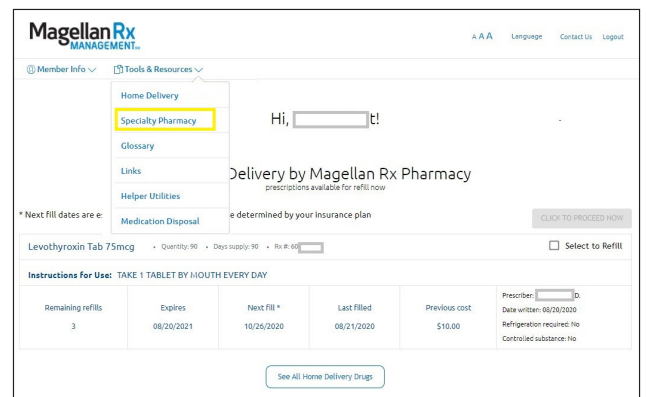 Magellan Rx
MANAGEMENT
A A A Language Contact Us Logout
Member Info Tools & Resources
Home Delivery
Specialty Pharmacy
Glossary
Links
Helper Utilities
Medication Disposal
Hi, t!
Delivery by Magellan Rx Pharmacy
prescriptions available for refill now
* Next fill dates are e determined by your insurance plan
CLICK TO PROCEED NOW
Levothyroxin Tab 75mcg • Quantity: 90 • Days supply: 90 • Rx #: 60
Select to Refill
Instructions for Use: TAKE 1 TABLET BY MOUTH EVERY DAY
Remaining refills Expires Next fill * Last filled Previous cost
3 08/20/2021 10/26/2020 08/21/2020 $10.00
Prescriber: D.
Date written: 08/20/2020
Refrigeration required: No
Controlled substance: No
See All Home Delivery Drugs